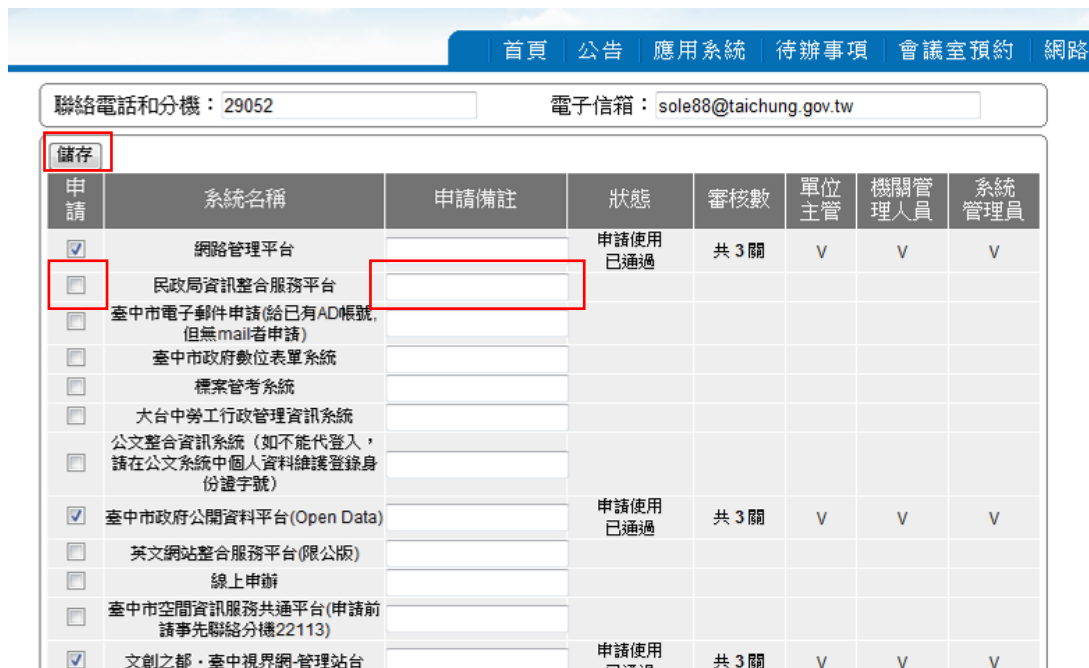 首頁 公告 應用系統 待辦事項 會議室預約 網路
聯絡電話和分機：29052 電子信箱：sole88@taichung.gov.tw
儲存
申請 系統名稱 申請備註 狀態 審核數 單位主管 機關管理人員 系統管理員
網路管理平台 申請使用已通過 共 3 關 V V V
民政局資訊整合服務平台
臺中市電子郵件申請(給已有AD帳號,
但無mail者申請)
臺中市政府數位表單系統
標案管考系統
大台中勞工行政管理資訊系統
公文整合資訊系統（如不能代登入，
請在公文系統中個人資料維護登錄身
份證字號）
臺中市政府公開資料平台(Open Data) 申請使用已通過 共 3 關 V V V
英文網站整合服務平台(限公版)
線上申辦
臺中市空間資訊服務共通平台(申請前
請事先聯絡分機22113)
文創之都・臺中視界網-管理站台 申請使用 共 3 關 V V V